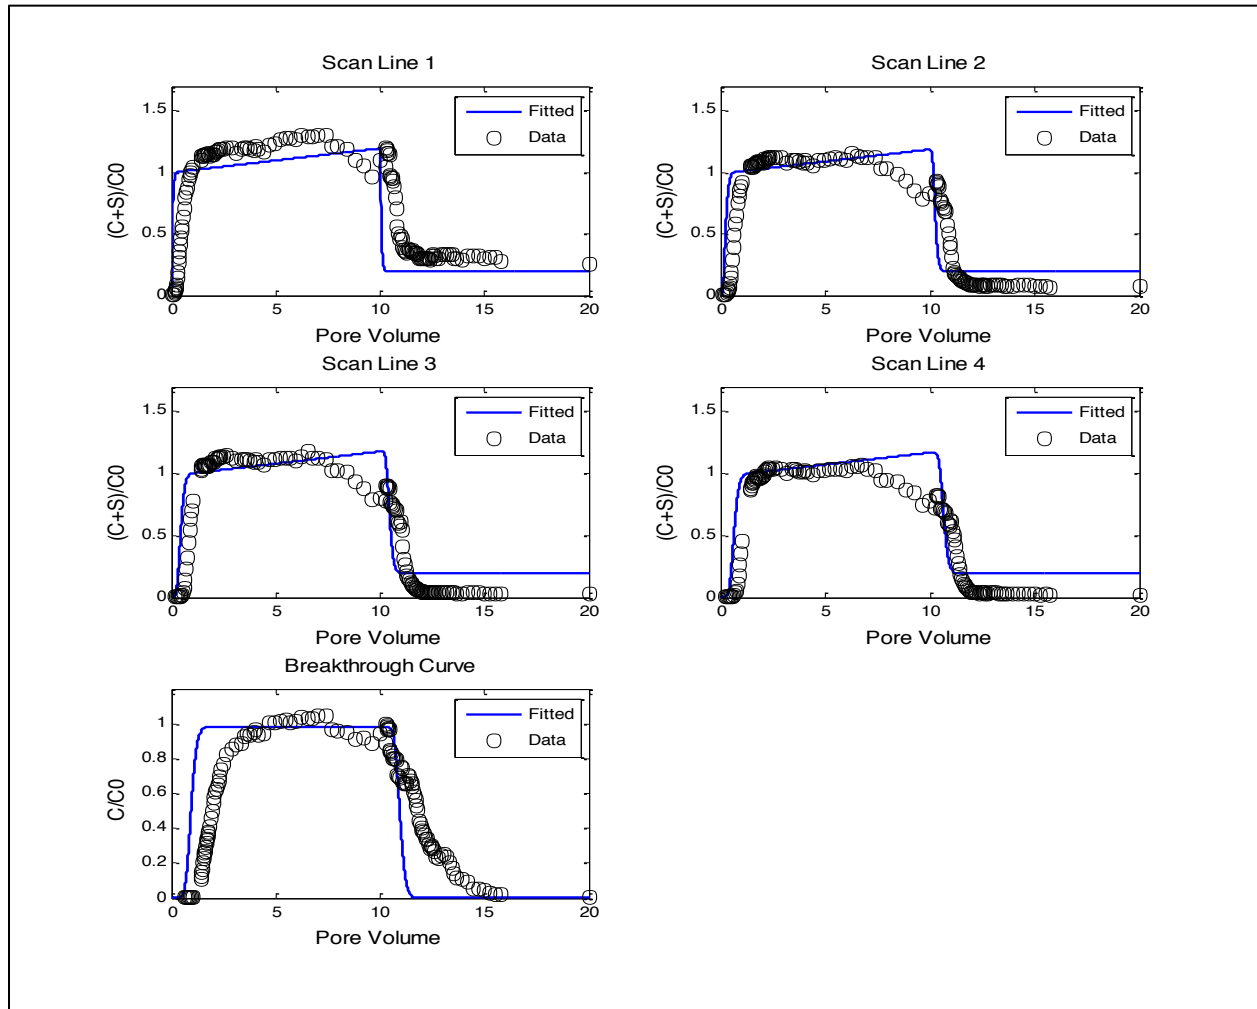 Scan Line 1
Fitted
Data
1.5
1
0.5
0
(C+S)/C0
0 5 10 15 20
Pore Volume
Scan Line 2
Fitted
Data
1.5
1
0.5
0
(C+S)/C0
0 5 10 15 20
Pore Volume
Scan Line 3
Fitted
Data
1.5
1
0.5
0
(C+S)/C0
0 5 10 15 20
Pore Volume
Scan Line 4
Fitted
Data
1.5
1
0.5
0
(C+S)/C0
0 5 10 15 20
Pore Volume
Breakthrough Curve
Fitted
Data
1
0.8
0.6
0.4
0.2
0
C/C0
0 5 10 15 20
Pore Volume